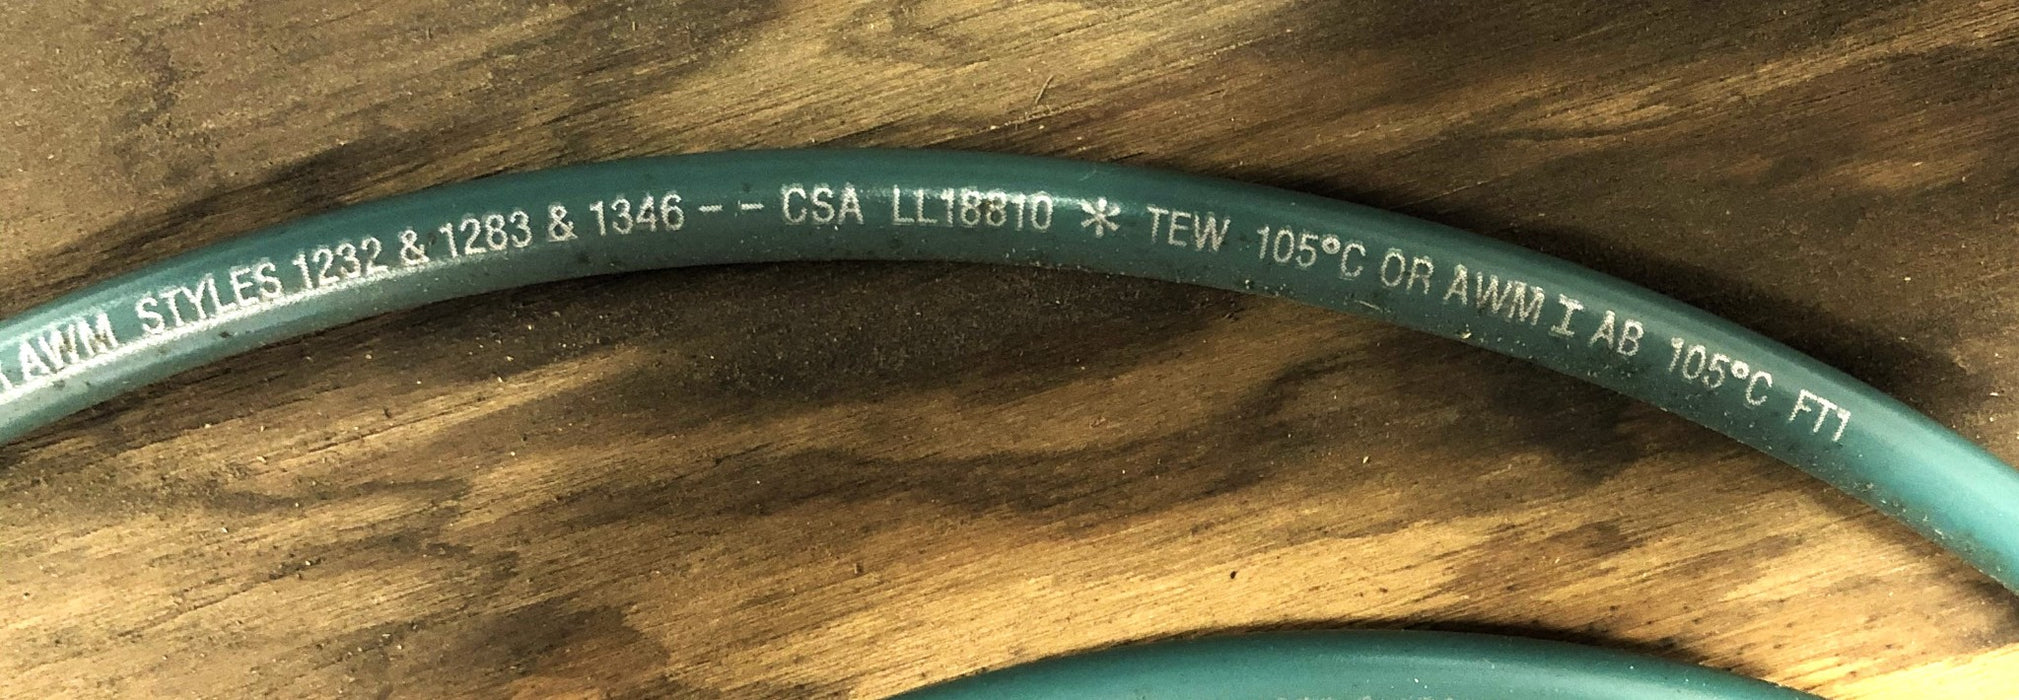 AWM STYLES 1232 & 1283 & 1346 -- CSA LL18810 * TEW 105°C OR AWM I AB 105°C FT1